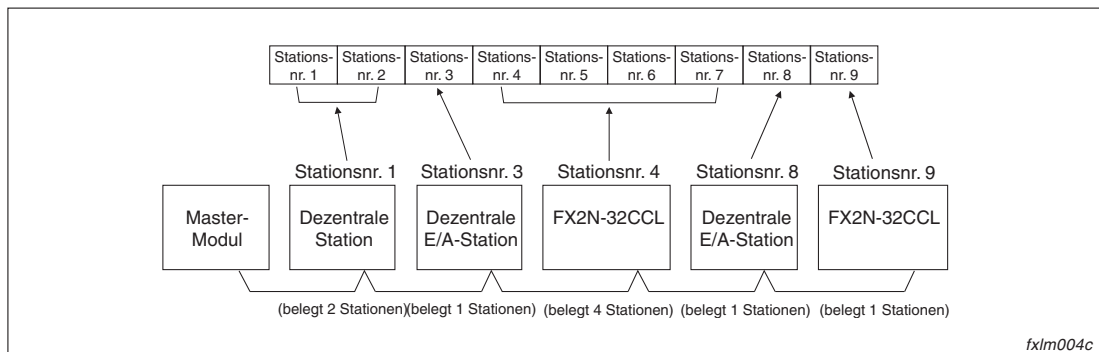 Stations-
nr. 1
Stations-
nr. 2
Stations-
nr. 3
Stations-
nr. 4
Stations-
nr. 5
Stations-
nr. 6
Stations-
nr. 7
Stations-
nr. 8
Stations-
nr. 9
Stationsnr. 1
Stationsnr. 3
Stationsnr. 4
Stationsnr. 8
Stationsnr. 9
Master-
Modul
Dezentrale
Station
Dezentrale
E/A-Station
FX2N-32CCL
Dezentrale
E/A-Station
FX2N-32CCL
(belegt 2 Stationen)
(belegt 1 Stationen)
(belegt 4 Stationen)
(belegt 1 Stationen)
(belegt 1 Stationen)
fxlm004c